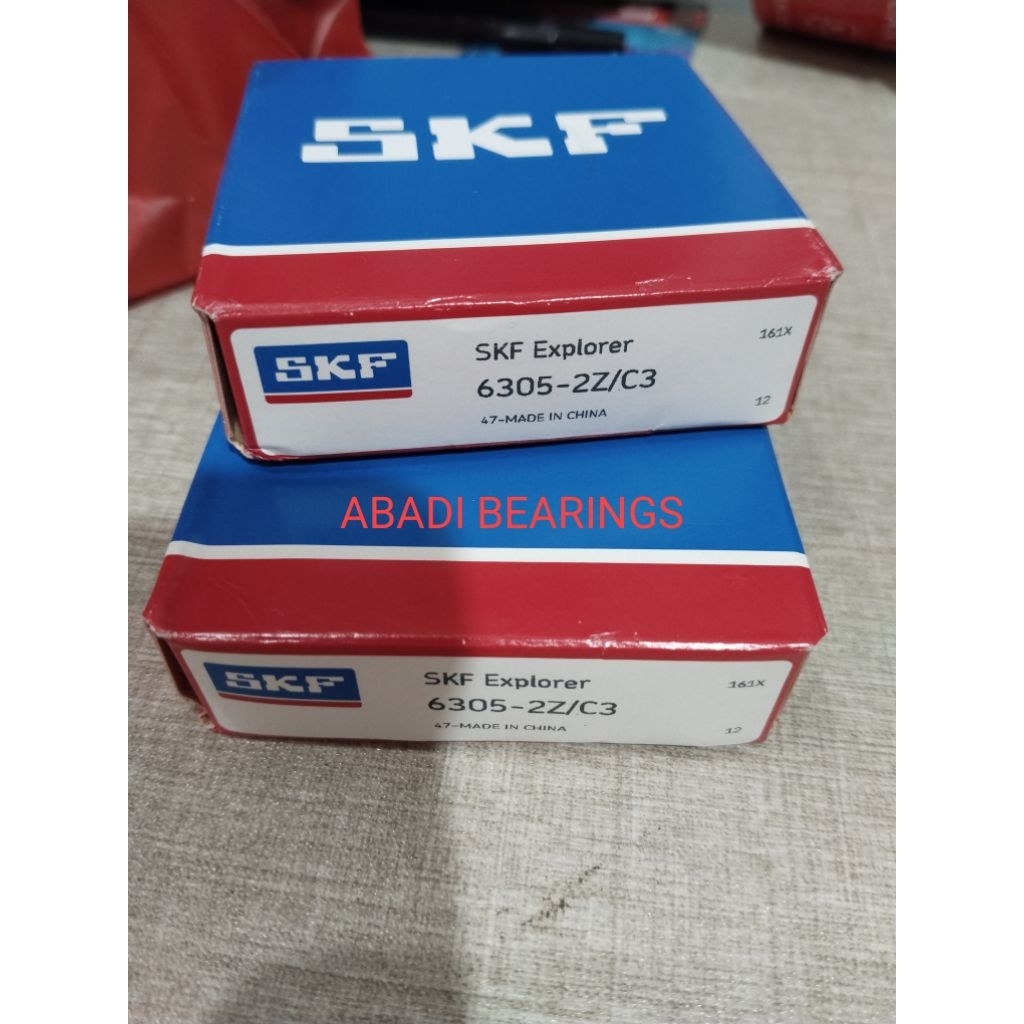 SKF
SKF
SKF Explorer
161X
6305-2Z/C3
47-MADE IN CHINA
12
ABADI BEARINGS
SKF
SKF Explorer
161X
6305-2Z/C3
47-MADE IN CHINA
12